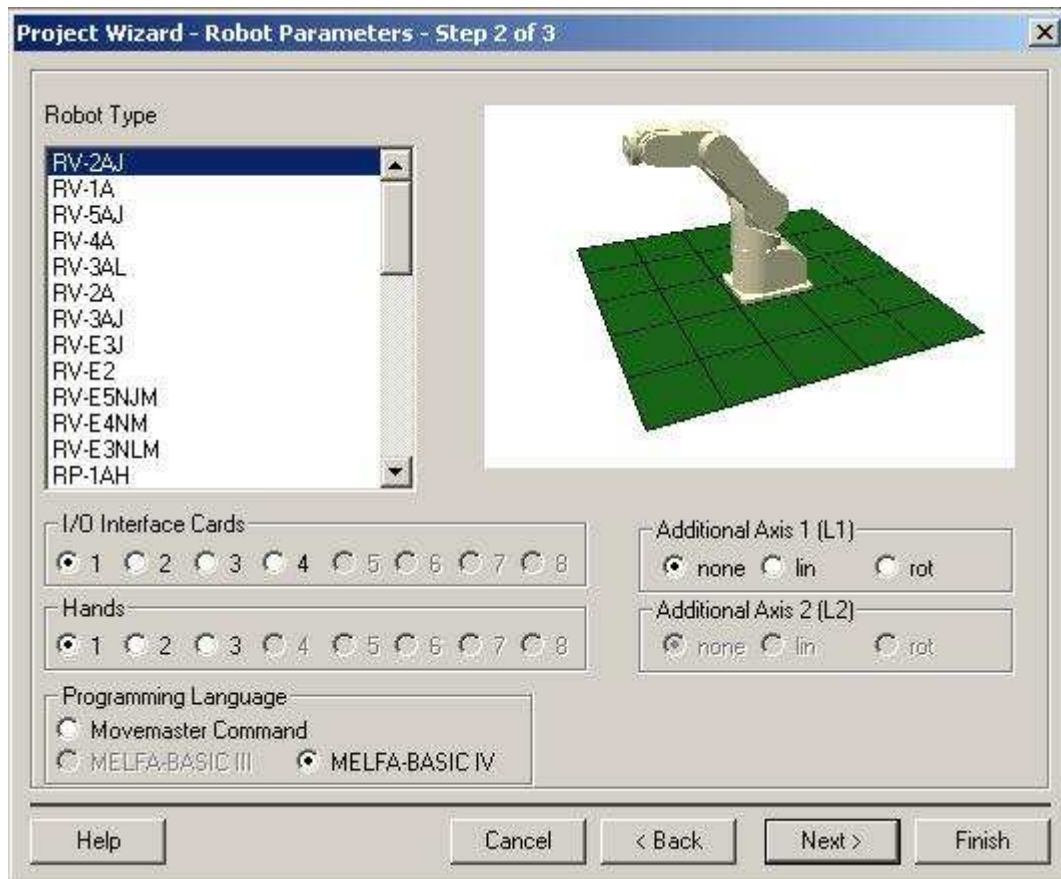 Project Wizard - Robot Parameters - Step 2 of 3
Robot Type
RV-2AJ
RV-1A
RV-5AJ
RV-4A
RV-3AL
RV-2A
RV-3AJ
RV-E3J
RV-E2
RV-E5NJM
RV-E4NM
RV-E3NLM
RP-1AH
I/O Interface Cards
1 2 3 4 5 6 7 8
Additional Axis 1 (L1)
none lin rot
Hands
1 2 3 4 5 6 7 8
Additional Axis 2 (L2)
none lin rot
Programming Language
Movemaster Command
MELFA-BASIC III MELFA-BASIC IV
Help Cancel < Back Next > Finish